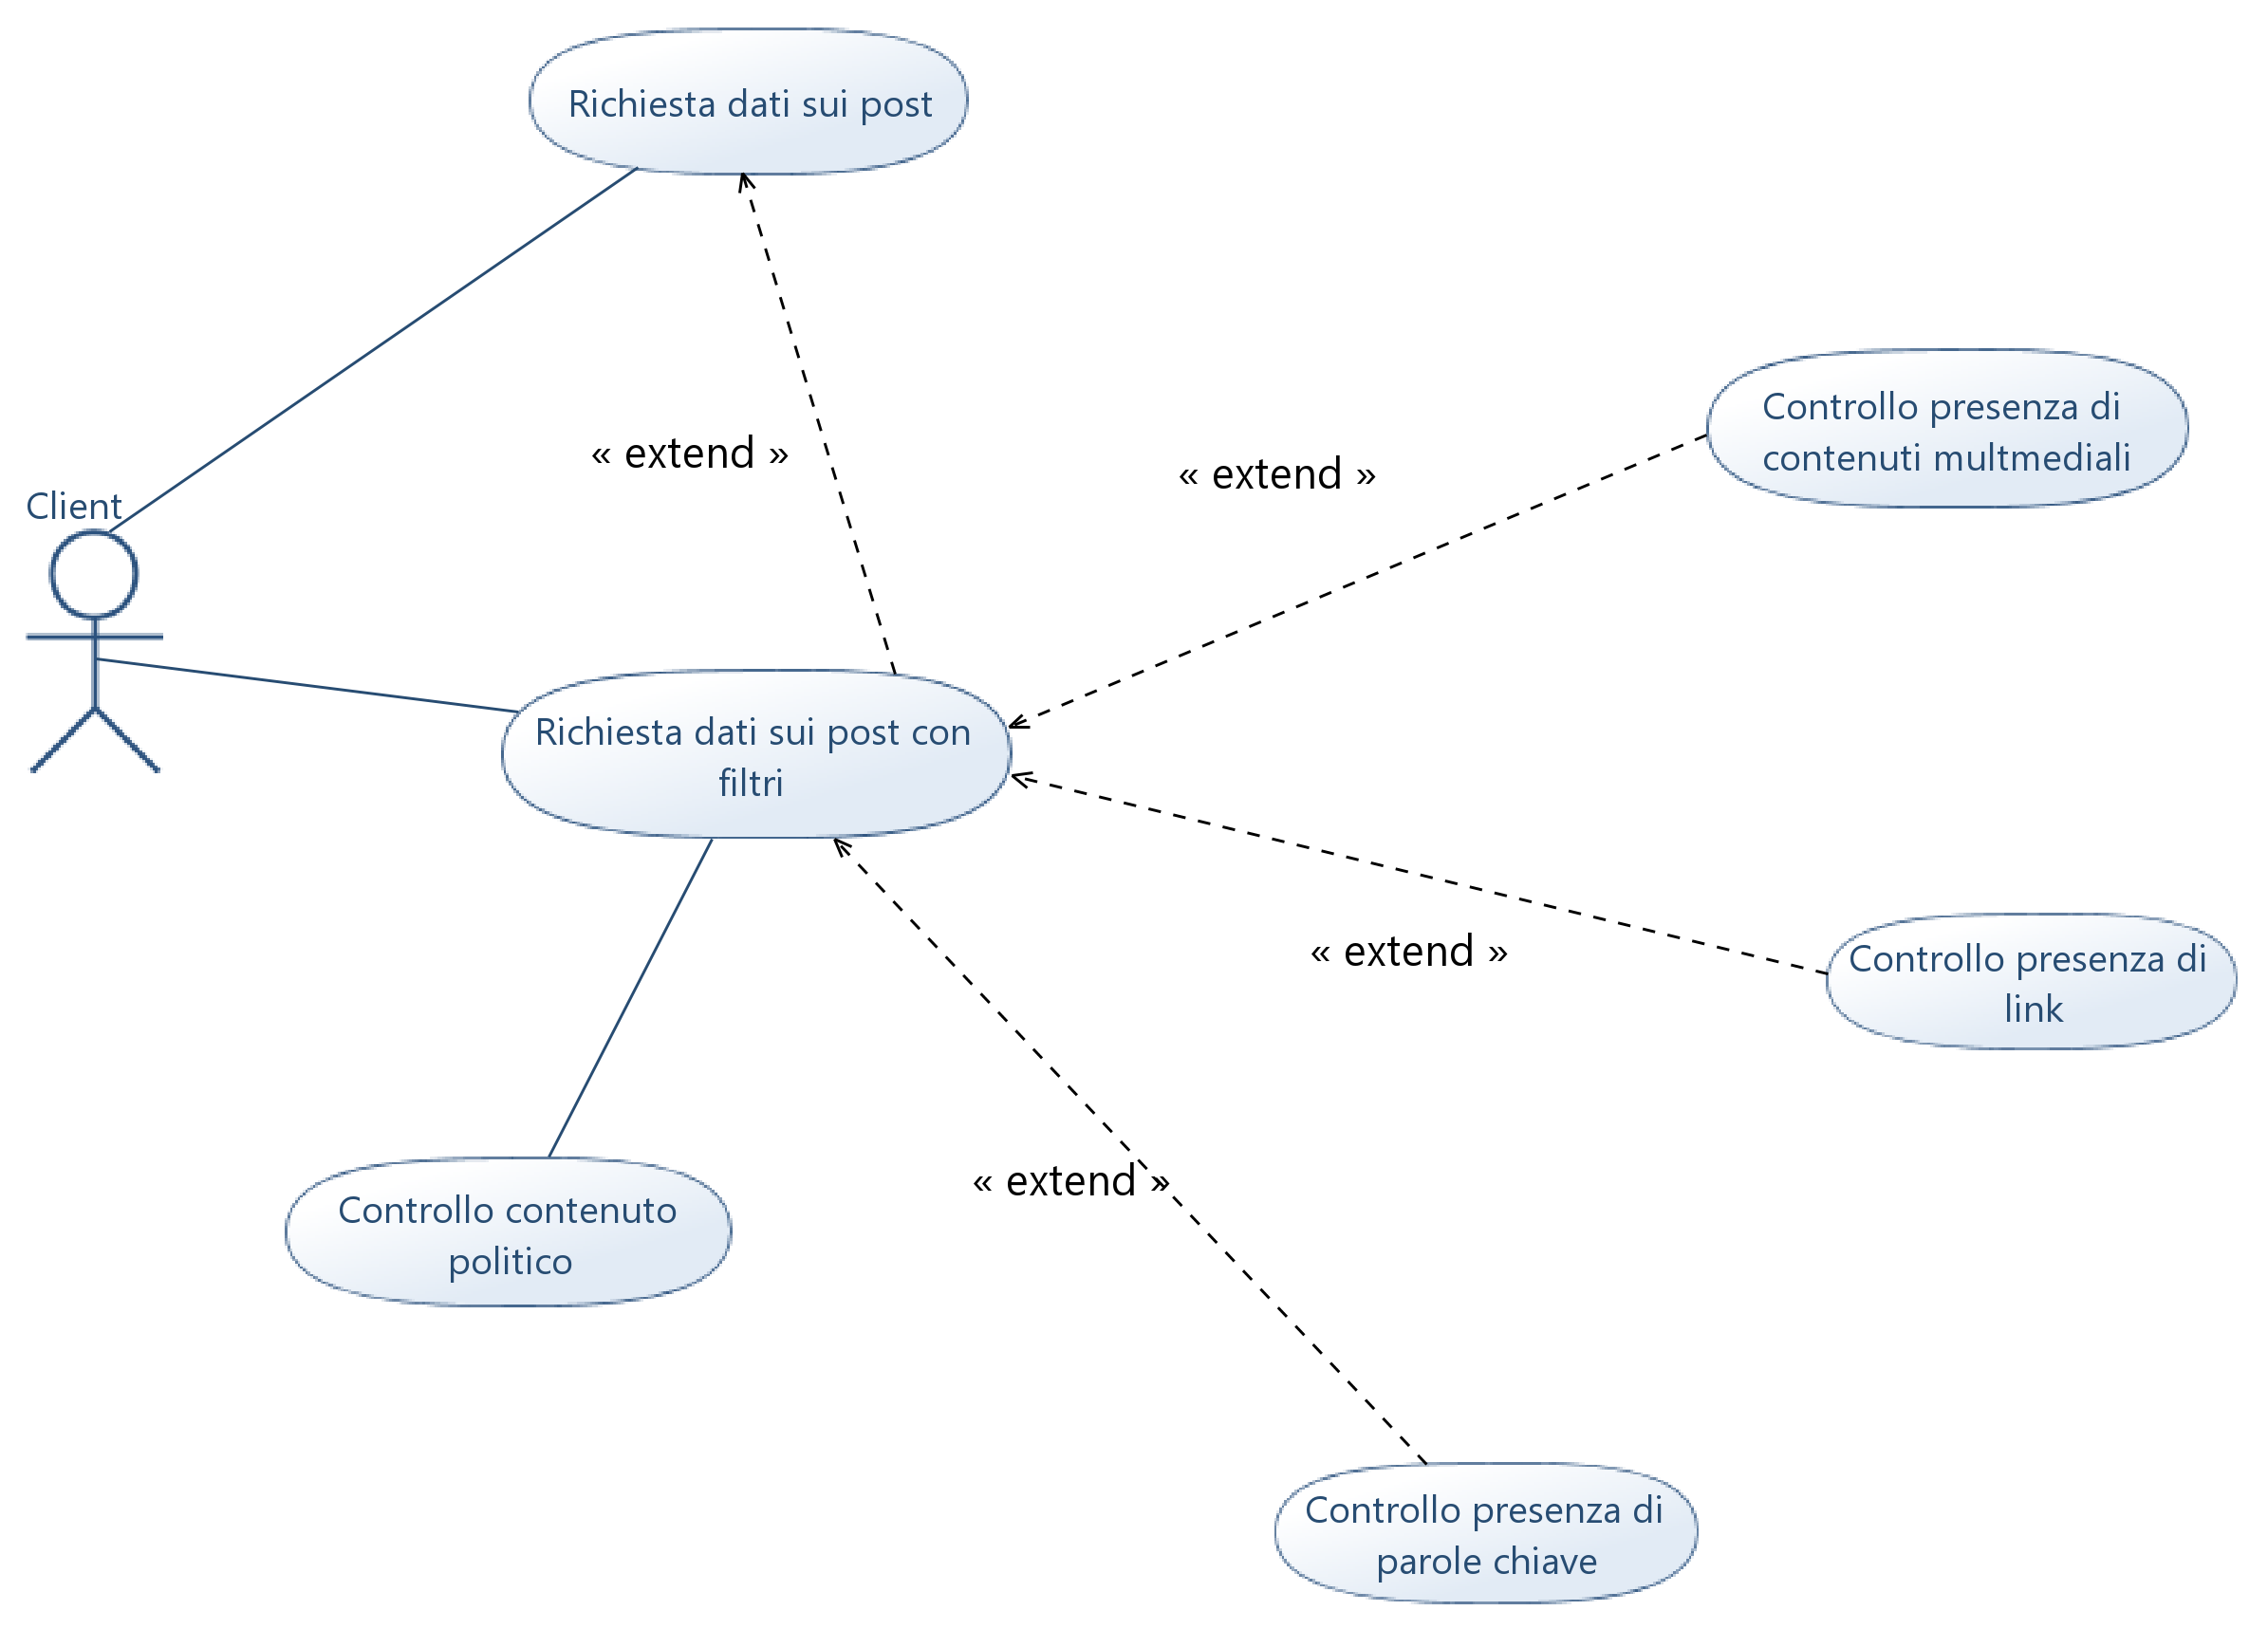 Richiesta dati sui post
Controllo presenza di
contenuti multmediali
« extend »
« extend »
Client
Richiesta dati sui post con
filtri
« extend »
Controllo presenza di
link
« extend »
Controllo contenuto
politico
Controllo presenza di
parole chiave